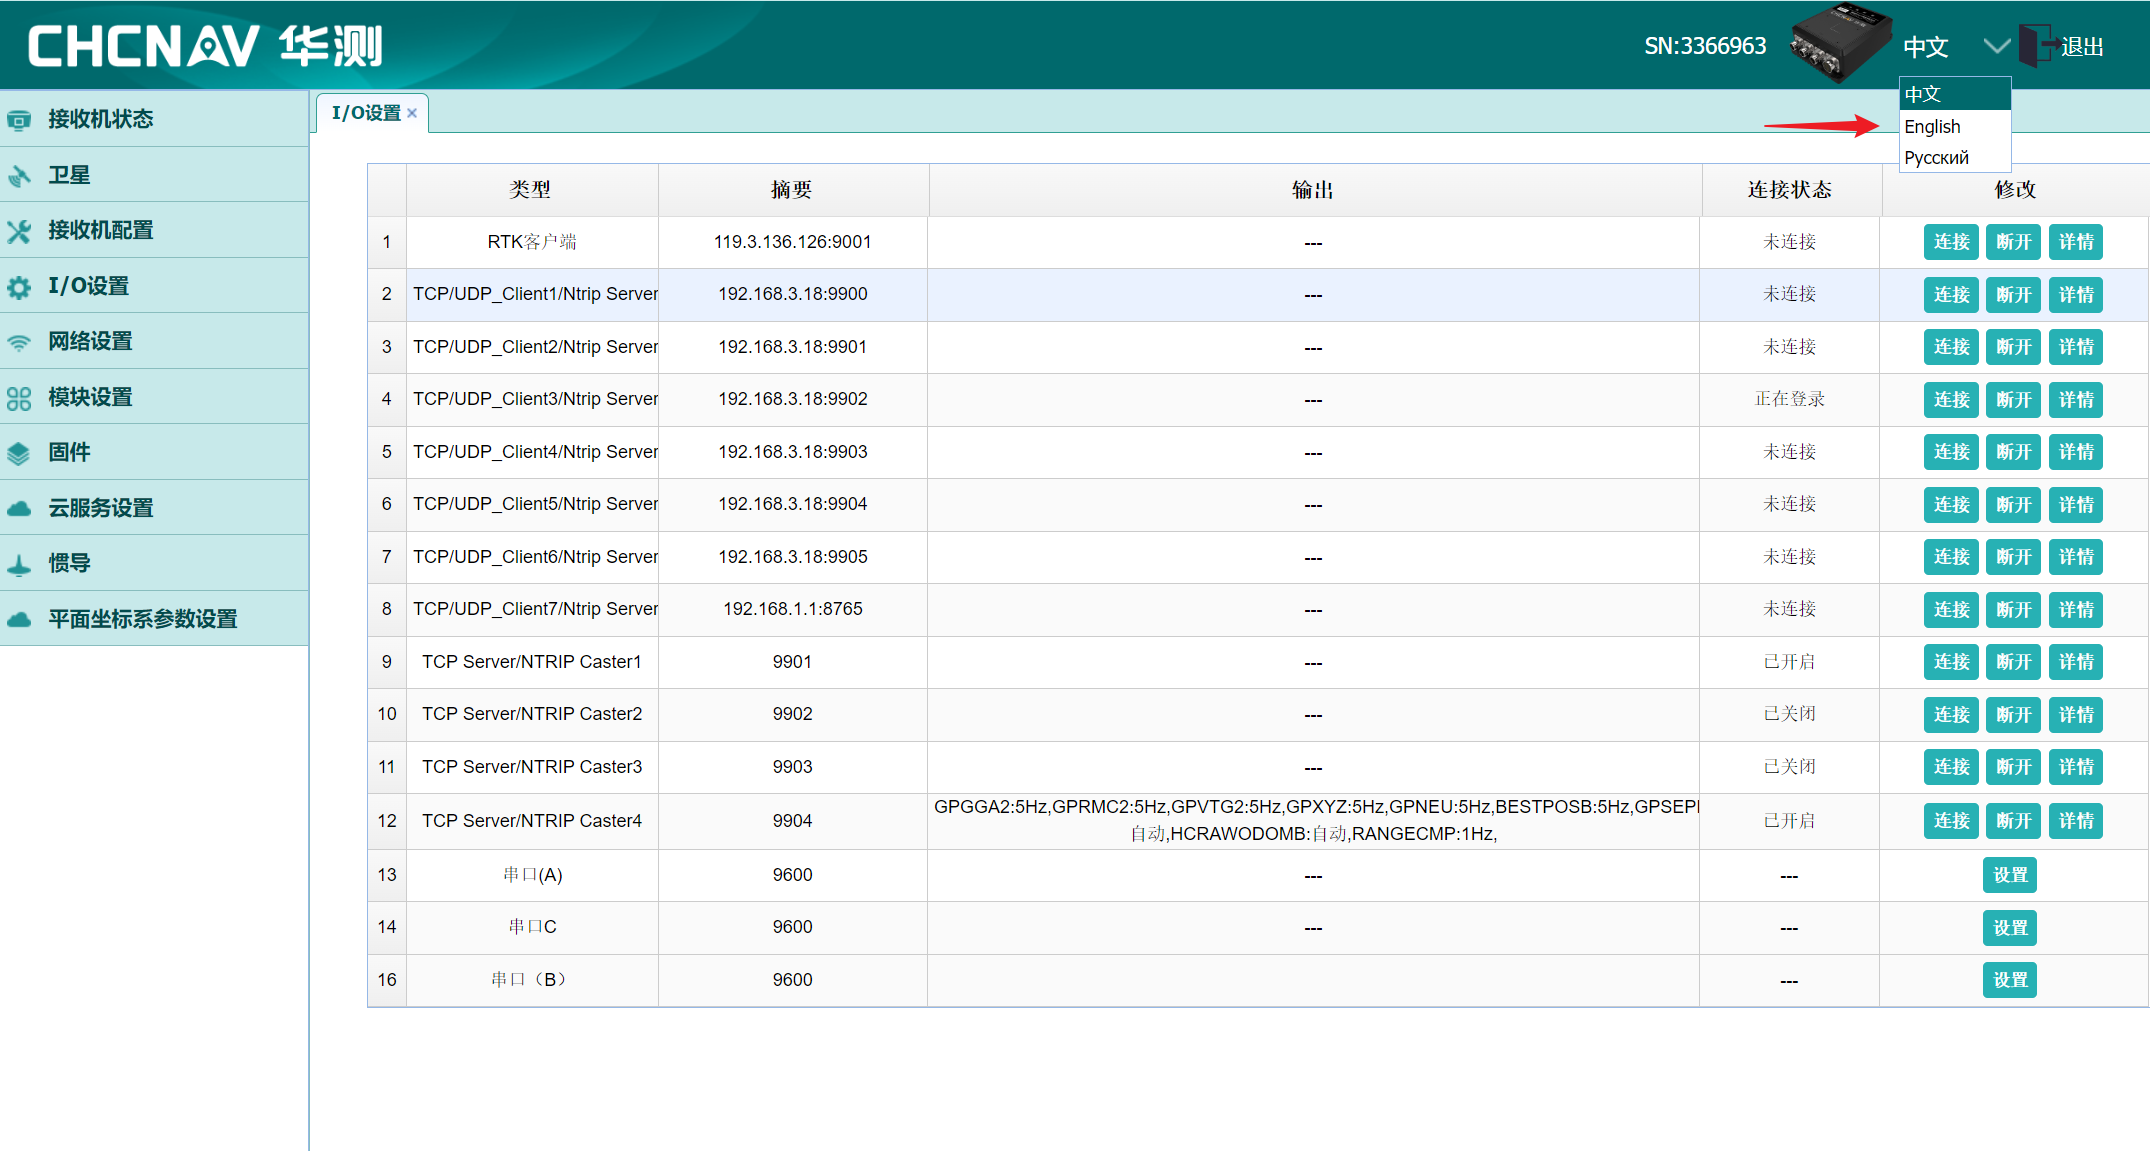 CHCNAV 华测
SN:3366963
中文
退出
中文
English
Русский
接收机状态
卫星
接收机配置
I/O设置
网络设置
模块设置
固件
云服务设置
惯导
平面坐标系参数设置
I/O设置 ×
类型 摘要 输出 连接状态 修改
1 RTK客户端 119.3.136.126:9001 --- 未连接 连接 断开 详情
2 TCP/UDP_Client1/Ntrip Server 192.168.3.18:9900 --- 未连接 连接 断开 详情
3 TCP/UDP_Client2/Ntrip Server 192.168.3.18:9901 --- 未连接 连接 断开 详情
4 TCP/UDP_Client3/Ntrip Server 192.168.3.18:9902 --- 正在登录 连接 断开 详情
5 TCP/UDP_Client4/Ntrip Server 192.168.3.18:9903 --- 未连接 连接 断开 详情
6 TCP/UDP_Client5/Ntrip Server 192.168.3.18:9904 --- 未连接 连接 断开 详情
7 TCP/UDP_Client6/Ntrip Server 192.168.3.18:9905 --- 未连接 连接 断开 详情
8 TCP/UDP_Client7/Ntrip Server 192.168.1.1:8765 --- 未连接 连接 断开 详情
9 TCP Server/NTRIP Caster1 9901 --- 已开启 连接 断开 详情
10 TCP Server/NTRIP Caster2 9902 --- 已关闭 连接 断开 详情
11 TCP Server/NTRIP Caster3 9903 --- 已关闭 连接 断开 详情
12 TCP Server/NTRIP Caster4 9904 GPGGA2:5Hz,GPRMC2:5Hz,GPVTG2:5Hz,GPXYZ:5Hz,GPNEU:5Hz,BESTPOSB:5Hz,GPSEP 已开启 连接 断开 详情
自动,HCRAWODOMB:自动,RANGECMP:1Hz,
13 串口(A) 9600 --- --- 设置
14 串口C 9600 --- --- 设置
16 串口（B） 9600 --- 设置